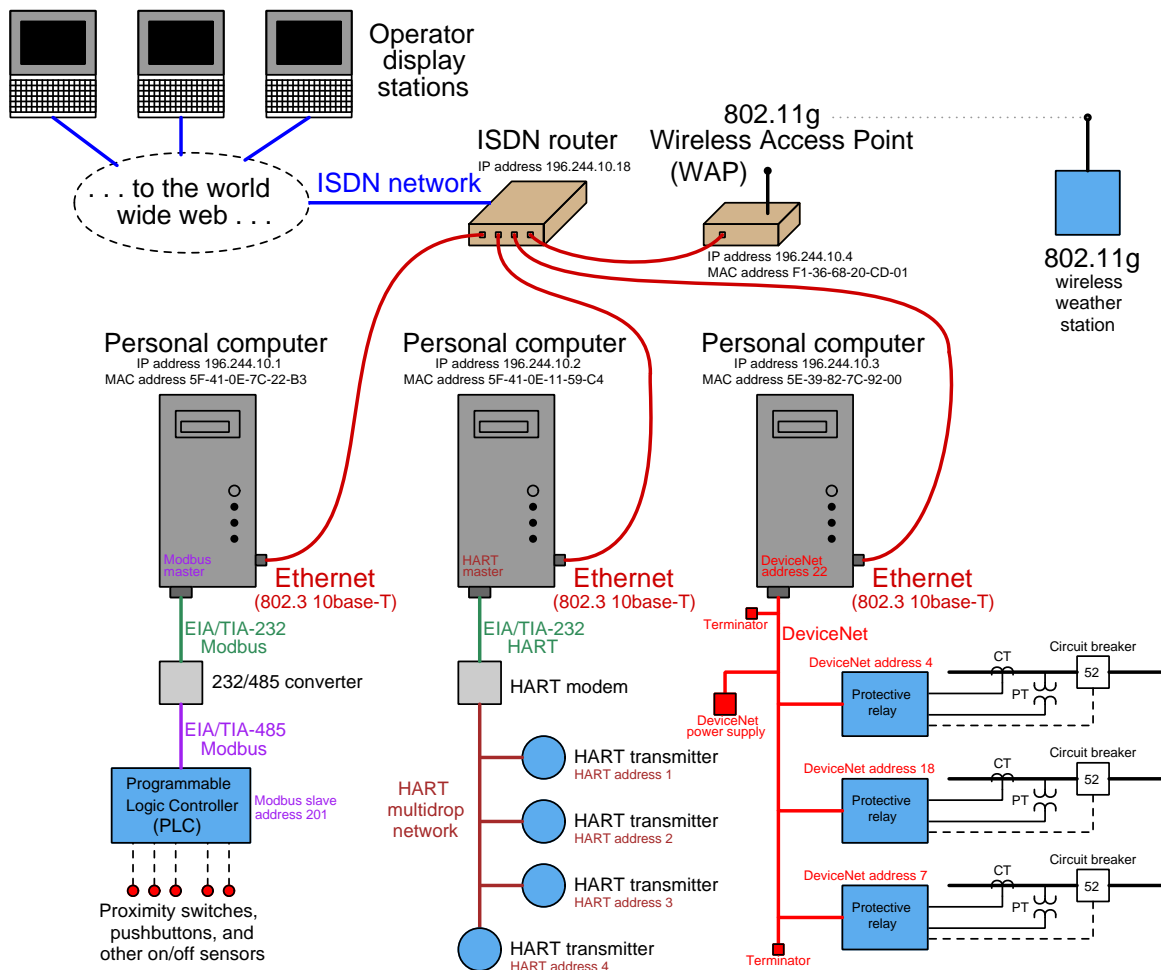 Operator
display
stations
. . . to the world
wide web . . .
ISDN network
ISDN router
IP address 196.244.10.18
802.11g
Wireless Access Point
(WAP)
IP address 196.244.10.4
MAC address F1-36-68-20-CD-01
802.11g
wireless
weather
station
Personal computer
IP address 196.244.10.1
MAC address 5F-41-0E-7C-22-B3
Modbus
master
Ethernet
(802.3 10base-T)
EIA/TIA-232
Modbus
232/485 converter
EIA/TIA-485
Modbus
Programmable
Logic Controller
(PLC)
Modbus slave
address 201
Proximity switches,
pushbuttons, and
other on/off sensors
Personal computer
IP address 196.244.10.2
MAC address 5F-41-0E-11-59-C4
HART
master
Ethernet
(802.3 10base-T)
EIA/TIA-232
HART
HART modem
HART
multidrop
network
HART transmitter
HART address 1
HART transmitter
HART address 2
HART transmitter
HART address 3
HART transmitter
HART address 4
Personal computer
IP address 196.244.10.3
MAC address 5E-39-82-7C-92-00
DeviceNet
address 22
Ethernet
(802.3 10base-T)
Terminator
DeviceNet
DeviceNet
power supply
DeviceNet address 4
Protective
relay
CT
PT
Circuit breaker
52
DeviceNet address 18
Protective
relay
CT
PT
Circuit breaker
52
DeviceNet address 7
Protective
relay
CT
PT
Circuit breaker
52
Terminator